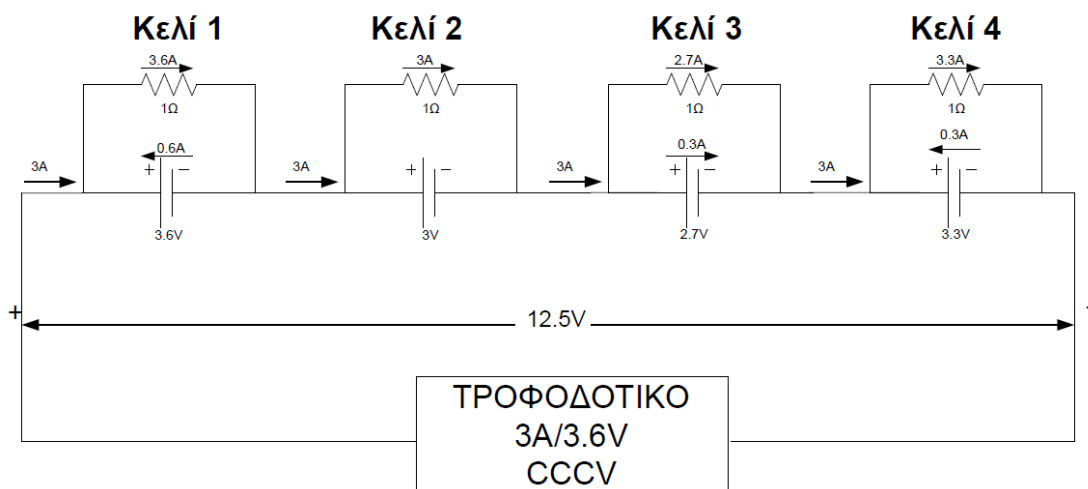 Κελί 1 Κελί 2 Κελί 3 Κελί 4
3.6A 3A 2.7A 3.3A
1Ω 1Ω 1Ω 1Ω
3A 0.6A 3A 3A 0.3A 3A 0.3A
+ − + − + − + −
3.6V 3V 2.7V 3.3V
+ 12.5V -
ΤΡΟΦΟΔΟΤΙΚΟ
3A/3.6V
CCCV